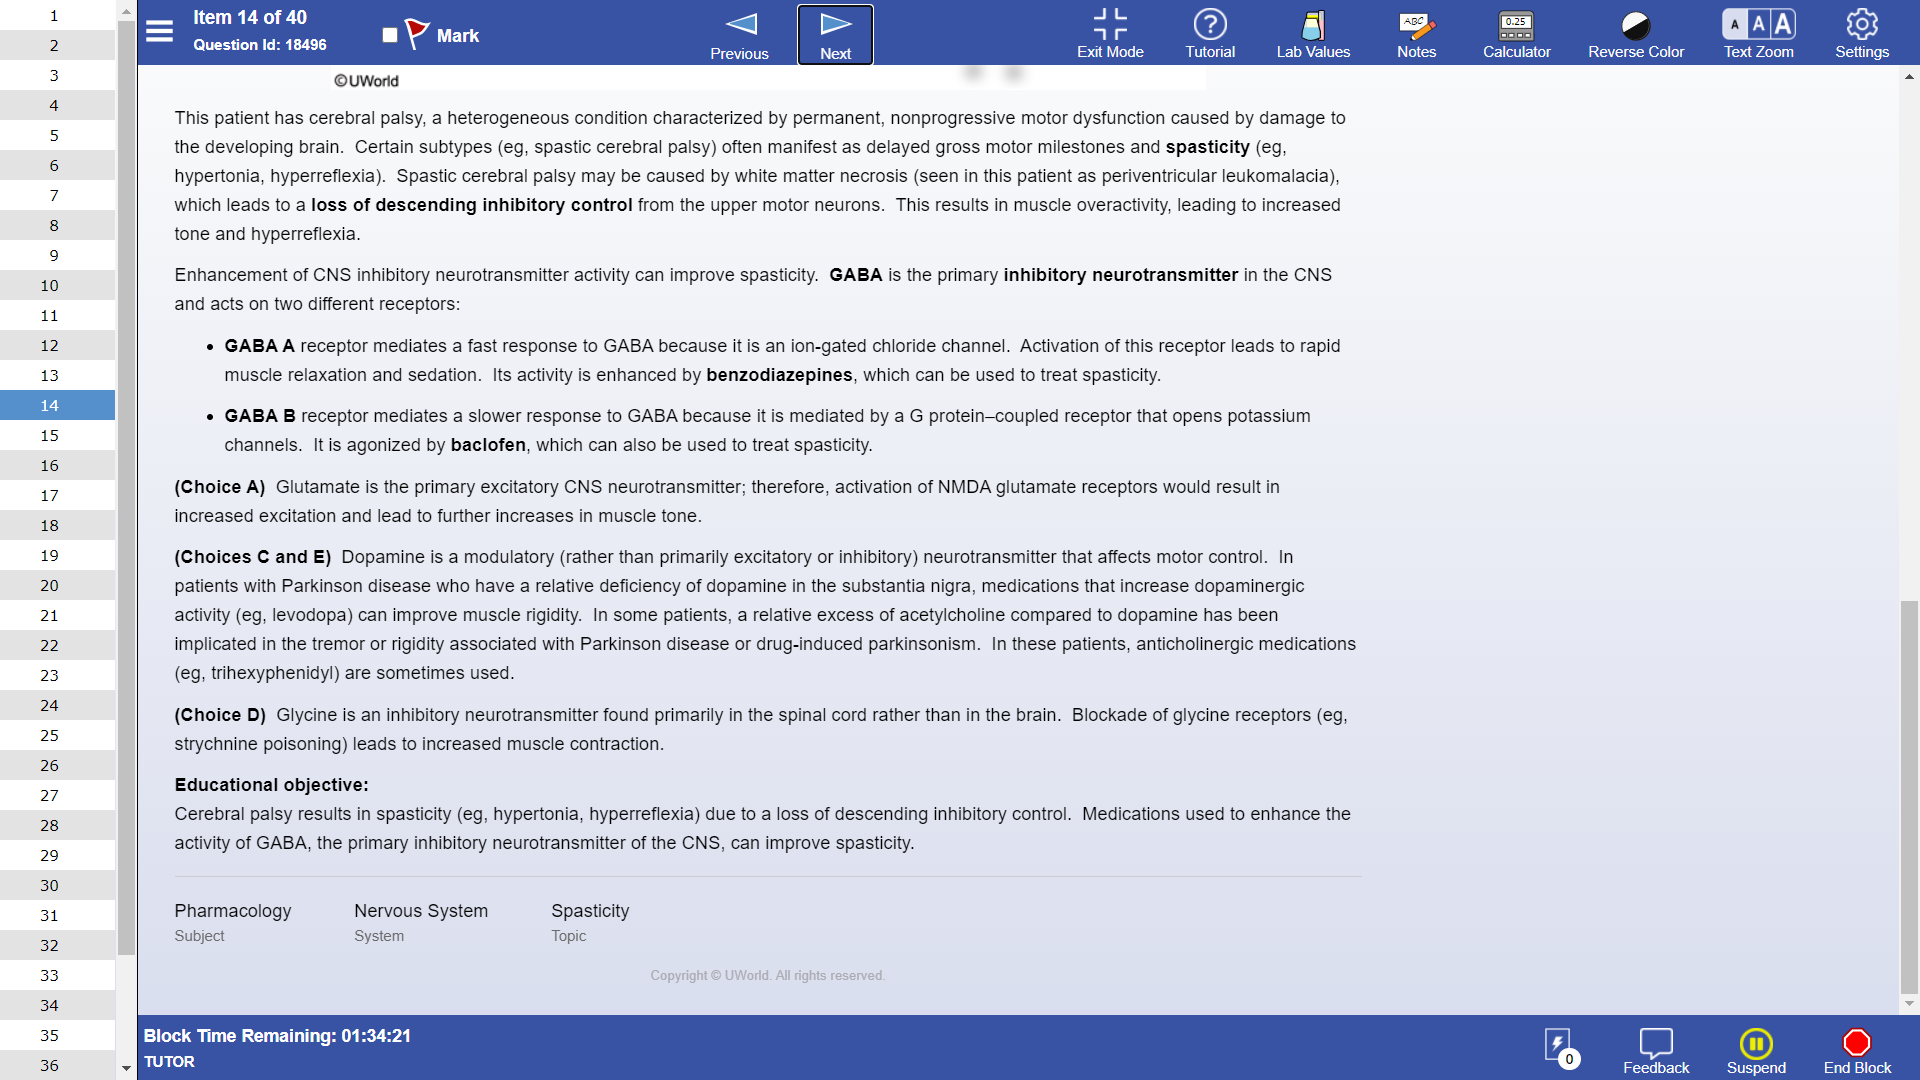 1
2
3
4
5
6
7
8
9
10
11
12
13
14
15
16
17
18
19
20
21
22
23
24
25
26
27
28
29
30
31
32
33
34
35
36
Item 14 of 40
Question Id: 18496
Mark
Previous
Next
Exit Mode
Tutorial
Lab Values
ABC
Notes
0.25
Calculator
Reverse Color
A A A
Text Zoom
Settings
©UWorld
This patient has cerebral palsy, a heterogeneous condition characterized by permanent, nonprogressive motor dysfunction caused by damage to
the developing brain.  Certain subtypes (eg, spastic cerebral palsy) often manifest as delayed gross motor milestones and spasticity (eg,
hypertonia, hyperreflexia).  Spastic cerebral palsy may be caused by white matter necrosis (seen in this patient as periventricular leukomalacia),
which leads to a loss of descending inhibitory control from the upper motor neurons.  This results in muscle overactivity, leading to increased
tone and hyperreflexia.
Enhancement of CNS inhibitory neurotransmitter activity can improve spasticity.  GABA is the primary inhibitory neurotransmitter in the CNS
and acts on two different receptors:
• GABA A receptor mediates a fast response to GABA because it is an ion-gated chloride channel.  Activation of this receptor leads to rapid
muscle relaxation and sedation.  Its activity is enhanced by benzodiazepines, which can be used to treat spasticity.
• GABA B receptor mediates a slower response to GABA because it is mediated by a G protein–coupled receptor that opens potassium
channels.  It is agonized by baclofen, which can also be used to treat spasticity.
(Choice A)  Glutamate is the primary excitatory CNS neurotransmitter; therefore, activation of NMDA glutamate receptors would result in
increased excitation and lead to further increases in muscle tone.
(Choices C and E)  Dopamine is a modulatory (rather than primarily excitatory or inhibitory) neurotransmitter that affects motor control.  In
patients with Parkinson disease who have a relative deficiency of dopamine in the substantia nigra, medications that increase dopaminergic
activity (eg, levodopa) can improve muscle rigidity.  In some patients, a relative excess of acetylcholine compared to dopamine has been
implicated in the tremor or rigidity associated with Parkinson disease or drug-induced parkinsonism.  In these patients, anticholinergic medications
(eg, trihexyphenidyl) are sometimes used.
(Choice D)  Glycine is an inhibitory neurotransmitter found primarily in the spinal cord rather than in the brain.  Blockade of glycine receptors (eg,
strychnine poisoning) leads to increased muscle contraction.
Educational objective:
Cerebral palsy results in spasticity (eg, hypertonia, hyperreflexia) due to a loss of descending inhibitory control.  Medications used to enhance the
activity of GABA, the primary inhibitory neurotransmitter of the CNS, can improve spasticity.
Pharmacology
Subject
Nervous System
System
Spasticity
Topic
Copyright © UWorld. All rights reserved.
Block Time Remaining: 01:34:21
TUTOR
0
Feedback
Suspend
End Block